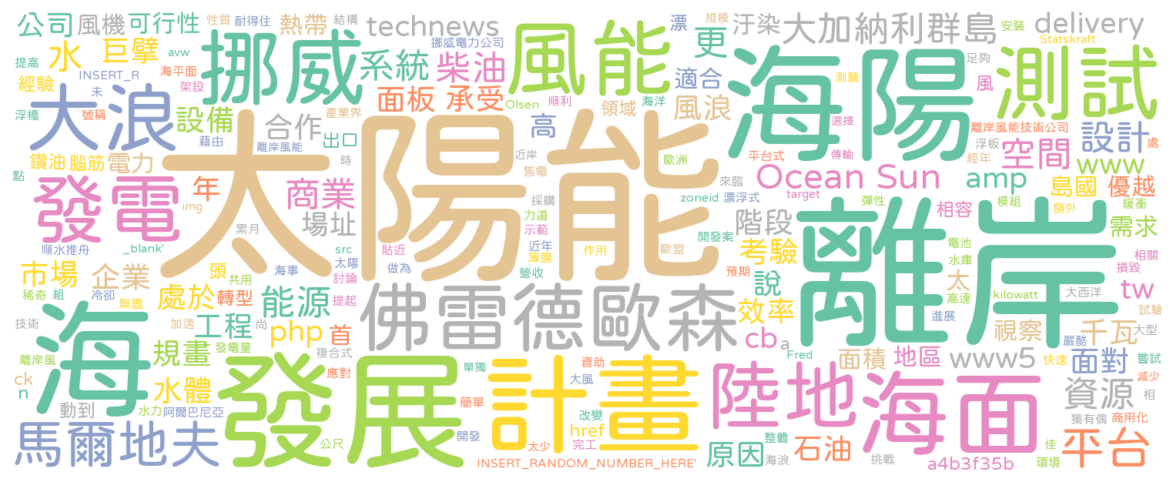 公司
風機
可行性
性質
耐得住
熱帶
結構
technews
漂
規模
汙染
大加納利群島
安裝
delivery
提高
avw
水
巨擘
挪威
挪威電力公司
系統
柴油
風能
更
海陽
足夠
Statskraft
測試
經驗
INSERT_R
海平面
未
架設
產業界
面板
承受
適合
測驗
風
浮橋
號稱
大浪
設備
藉由
合作
出口
Olsen
順利
領域
海洋
風浪
選擇
離岸風能技術公司
處
設計
鑽油
腦筋
電力
離岸風能
時
高
近岸
歐洲
平台式
傳輸
浮板
經年
空間
www
點
發電
img
年
商業
太陽能
售電
來臨
Ocean Sun
amp
島國
優越
場址
採購
zoneid
漂浮式
target
彈性
相容
模組
額外
緩衝
順水推舟
_blank'
累月
src
貼近
力道
示範
開發案
階段
離岸
電池
需求
市場
企業
頭
海事
太陽
做為
近年
薄膜
作用
歐盟
考驗
水庫
相關
稀奇
組
冷卻
無盡
處於
共用
轉型
能源
討論
佛雷德歐森
營收
預期
說
太
高達
kilowatt
大西洋
損毀
tw
技術
加速
尚
工程
php
首
提起
效率
cb
a
進展
視察
千瓦
試驗
大型
離岸風
發電量
規畫
複合式
單獨
資助
Fred
嚴酷
嘗試
ck
n
海
水體
應對
大風
面積
地區
www5
快速
面對
減少
動到
水力
阿爾巴尼亞
發展
簡單
計畫
改變
href
陸地
海面
資源
相
商用化
獨有偶
馬爾地夫
公尺
開發
太少
完工
整體
原因
海浪
石油
挑戰
a4b3f35b
佳
環境
平台
INSERT_RANDOM_NUMBER_HERE'